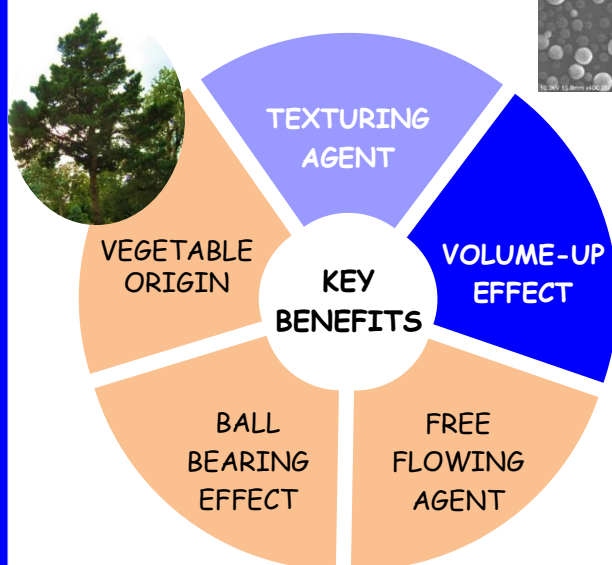 TEXTURING
AGENT
VOLUME-UP
EFFECT
VEGETABLE
ORIGIN
KEY
BENEFITS
BALL
BEARING
EFFECT
FREE
FLOWING
AGENT